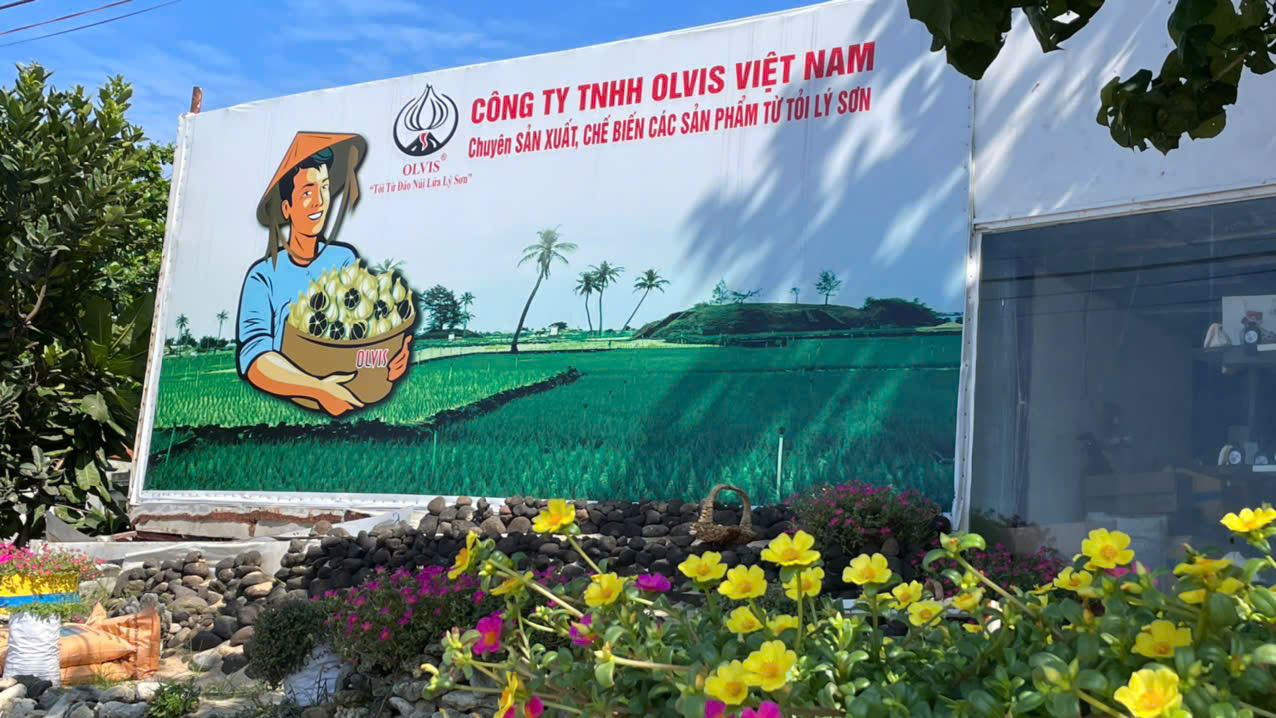 CÔNG TY TNHH OLVIS VIỆT NAM
Chuyên SẢN XUẤT, CHẾ BIẾN CÁC SẢN PHẨM TỪ TỎI LÝ SƠN
OLVIS®
"Tỏi Từ Đảo Núi Lửa Lý Sơn"
OLVIS